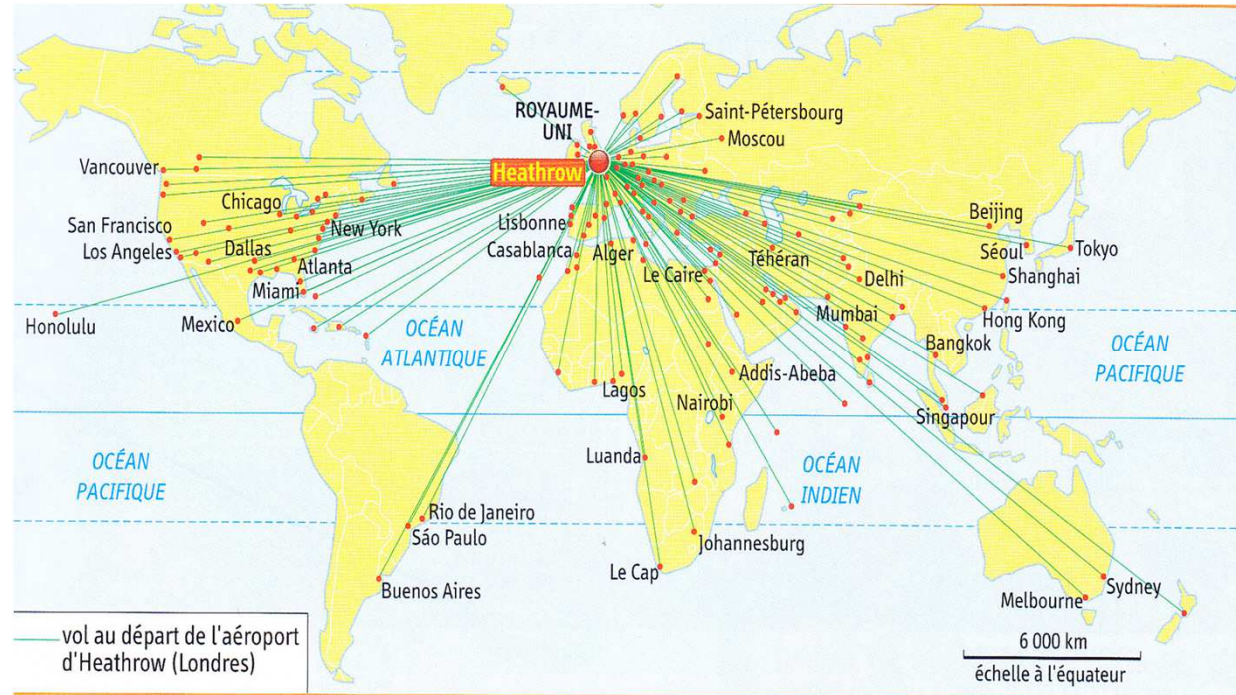 ROYAUME-
UNI
Saint-Pétersbourg
Moscou
Vancouver
Heathrow
Chicago
San Francisco
New York
Lisbonne
Beijing
Los Angeles
Dallas
Casablanca
Alger
Téhéran
Séoul
Tokyo
Atlanta
Le Caire
Delhi
Shanghai
Miami
Honolulu
Mexico
OCÉAN
ATLANTIQUE
Mumbai
Hong Kong
Bangkok
OCÉAN
PACIFIQUE
Addis-Abeba
Lagos
Nairobi
Singapour
Luanda
OCÉAN
PACIFIQUE
OCÉAN
INDIEN
Rio de Janeiro
Sáo Paulo
Johannesburg
Le Cap
Buenos Aires
Sydney
Melbourne
vol au départ de l'aéroport
d'Heathrow (Londres)
6 000 km
échelle à l'équateur